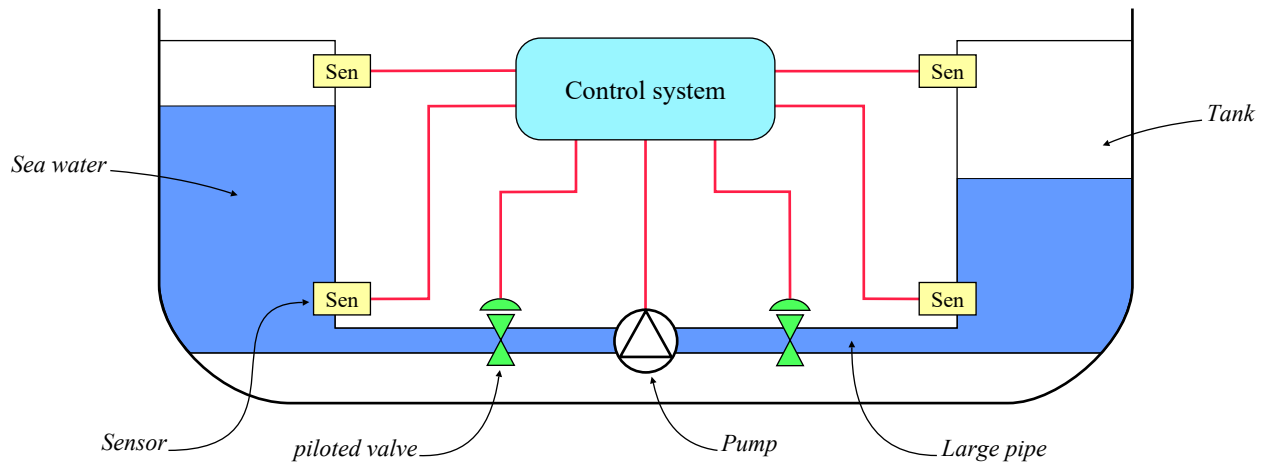 Sen
Sen
Control system
Tank
Sea water
Sen
Sen
Sensor
piloted valve
Pump
Large pipe